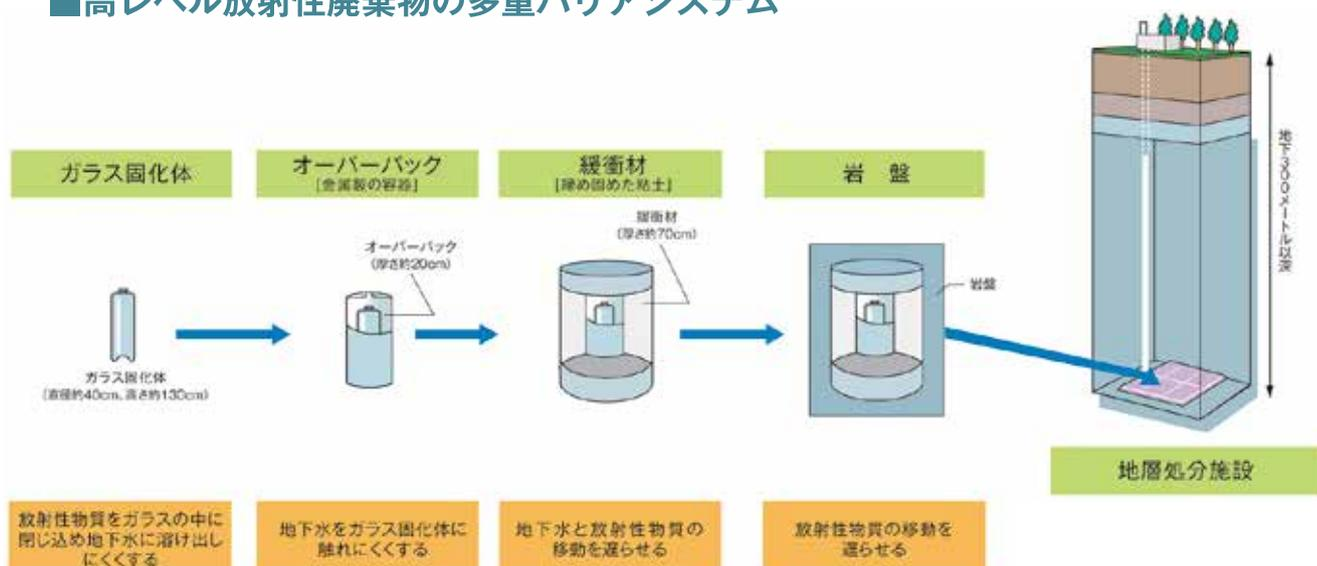 ■高レベル放射性廃棄物の多重バリアシステム
ガラス固化体
オーバーパック
[金属製の容器]
緩衝材
[締め固めた粘土]
岩　盤
オーバーパック
(厚さ約20cm)
緩衝材
(厚さ約70cm)
岩盤
ガラス固化体
(直径約40cm、高さ約130cm)
地下300メートル以深
地層処分施設
放射性物質をガラスの中に
閉じ込め地下水に溶け出し
にくくする
地下水をガラス固化体に
触れにくくする
地下水と放射性物質の
移動を遅らせる
放射性物質の移動を
遅らせる